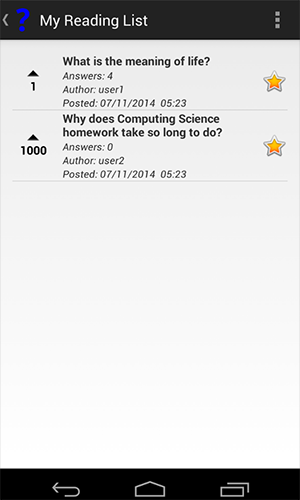 ? My Reading List
What is the meaning of life?
1
Answers: 4
Author: user1
Posted: 07/11/2014 05:23
Why does Computing Science
homework take so long to do?
1000
Answers: 0
Author: user2
Posted: 07/11/2014 05:23